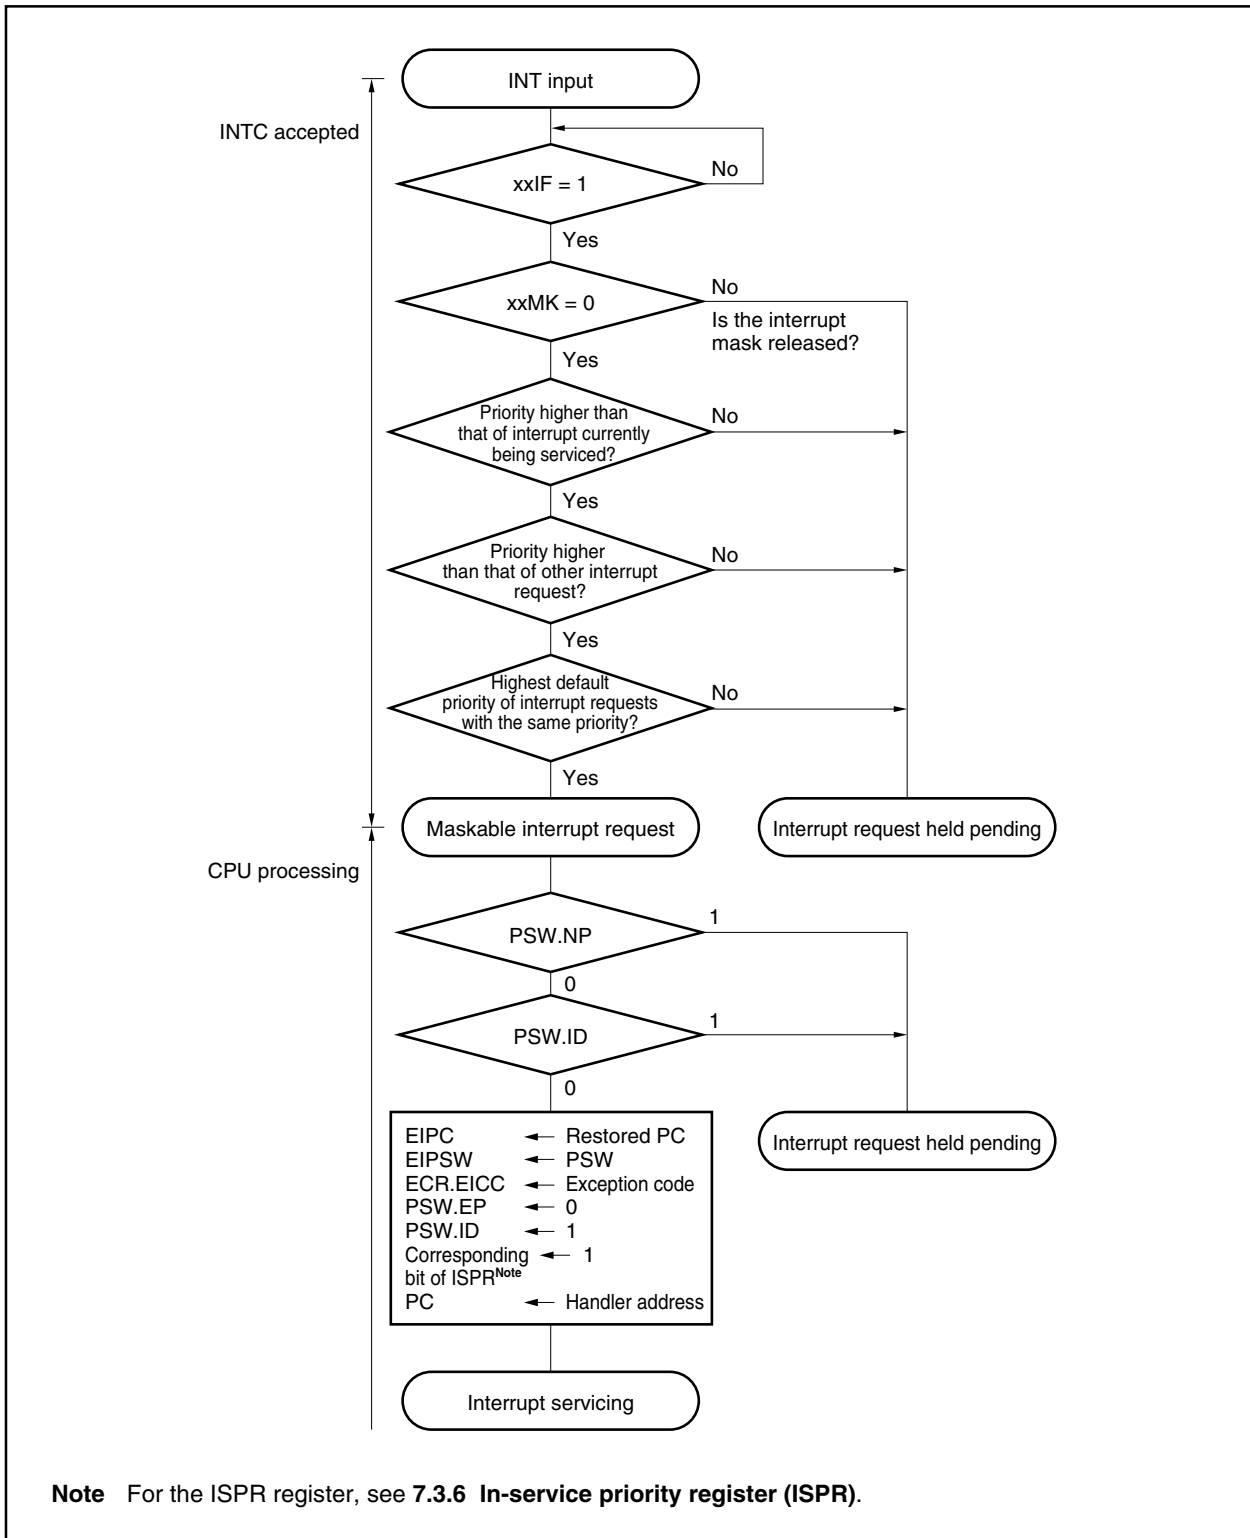 INT input
INTC accepted
xxIF = 1
No
Yes
xxMK = 0
No
Is the interrupt
mask released?
Yes
Priority higher than
that of interrupt currently
being serviced?
No
Yes
Priority higher
than that of other interrupt
request?
No
Yes
Highest default
priority of interrupt requests
with the same priority?
No
Yes
Maskable interrupt request
Interrupt request held pending
CPU processing
PSW.NP
1
0
PSW.ID
1
0
EIPC ← Restored PC
EIPSW ← PSW
ECR.EICC ← Exception code
PSW.EP ← 0
PSW.ID ← 1
Corresponding ← 1
bit of ISPRNote
PC ← Handler address
Interrupt request held pending
Interrupt servicing
Note For the ISPR register, see 7.3.6 In-service priority register (ISPR).